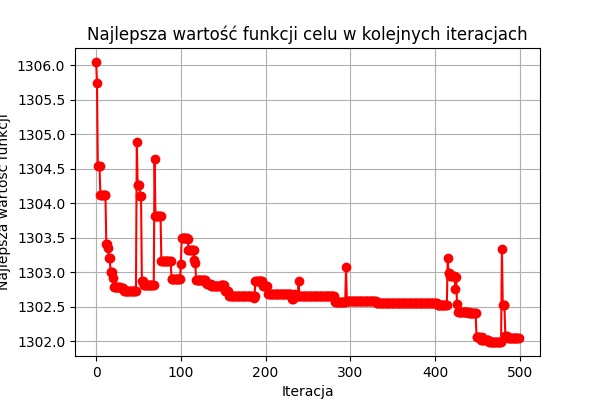 Najlepsza wartość funkcji celu w kolejnych iteracjach
Najlepsza wartość funkcji
1306.0
1305.5
1305.0
1304.5
1304.0
1303.5
1303.0
1302.5
1302.0
0 100 200 300 400 500
Iteracja